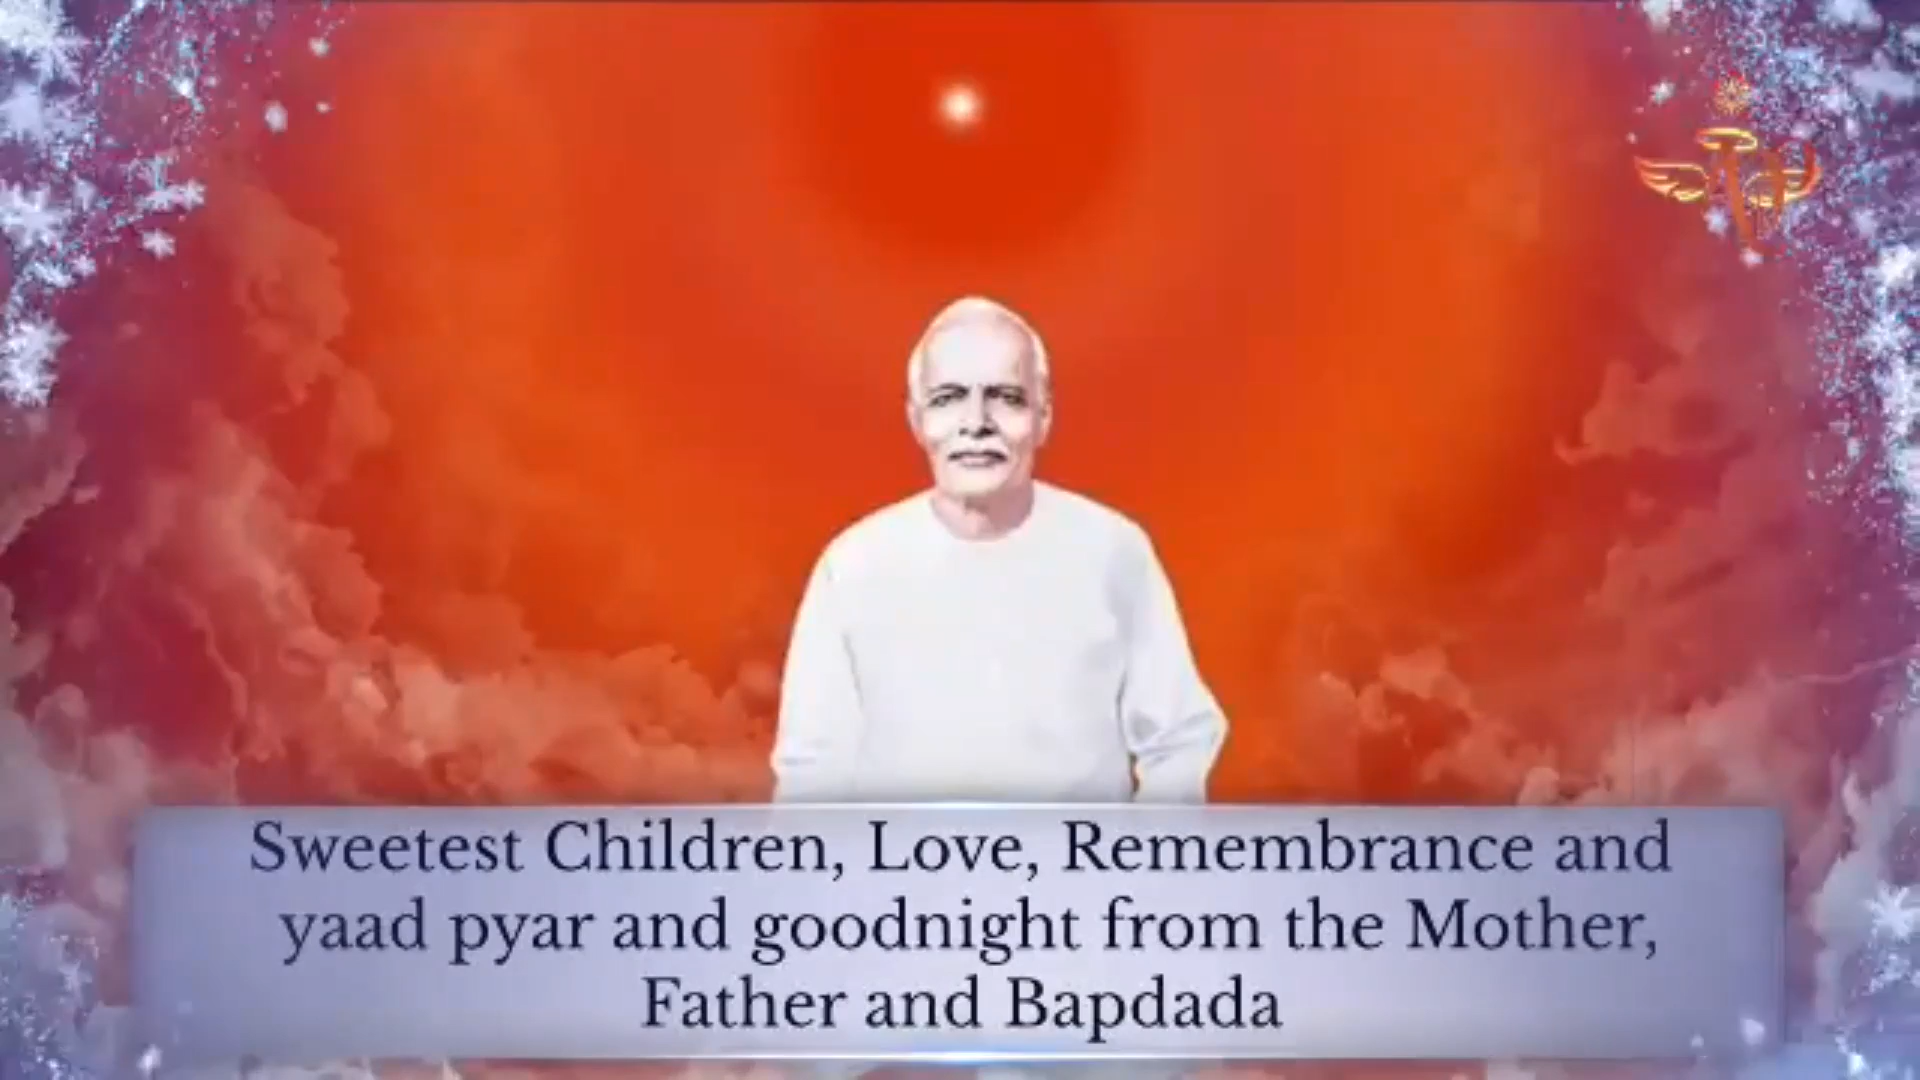 Sweetest Children, Love, Remembrance and
yaad pyar and goodnight from the Mother,
Father and Bapdada